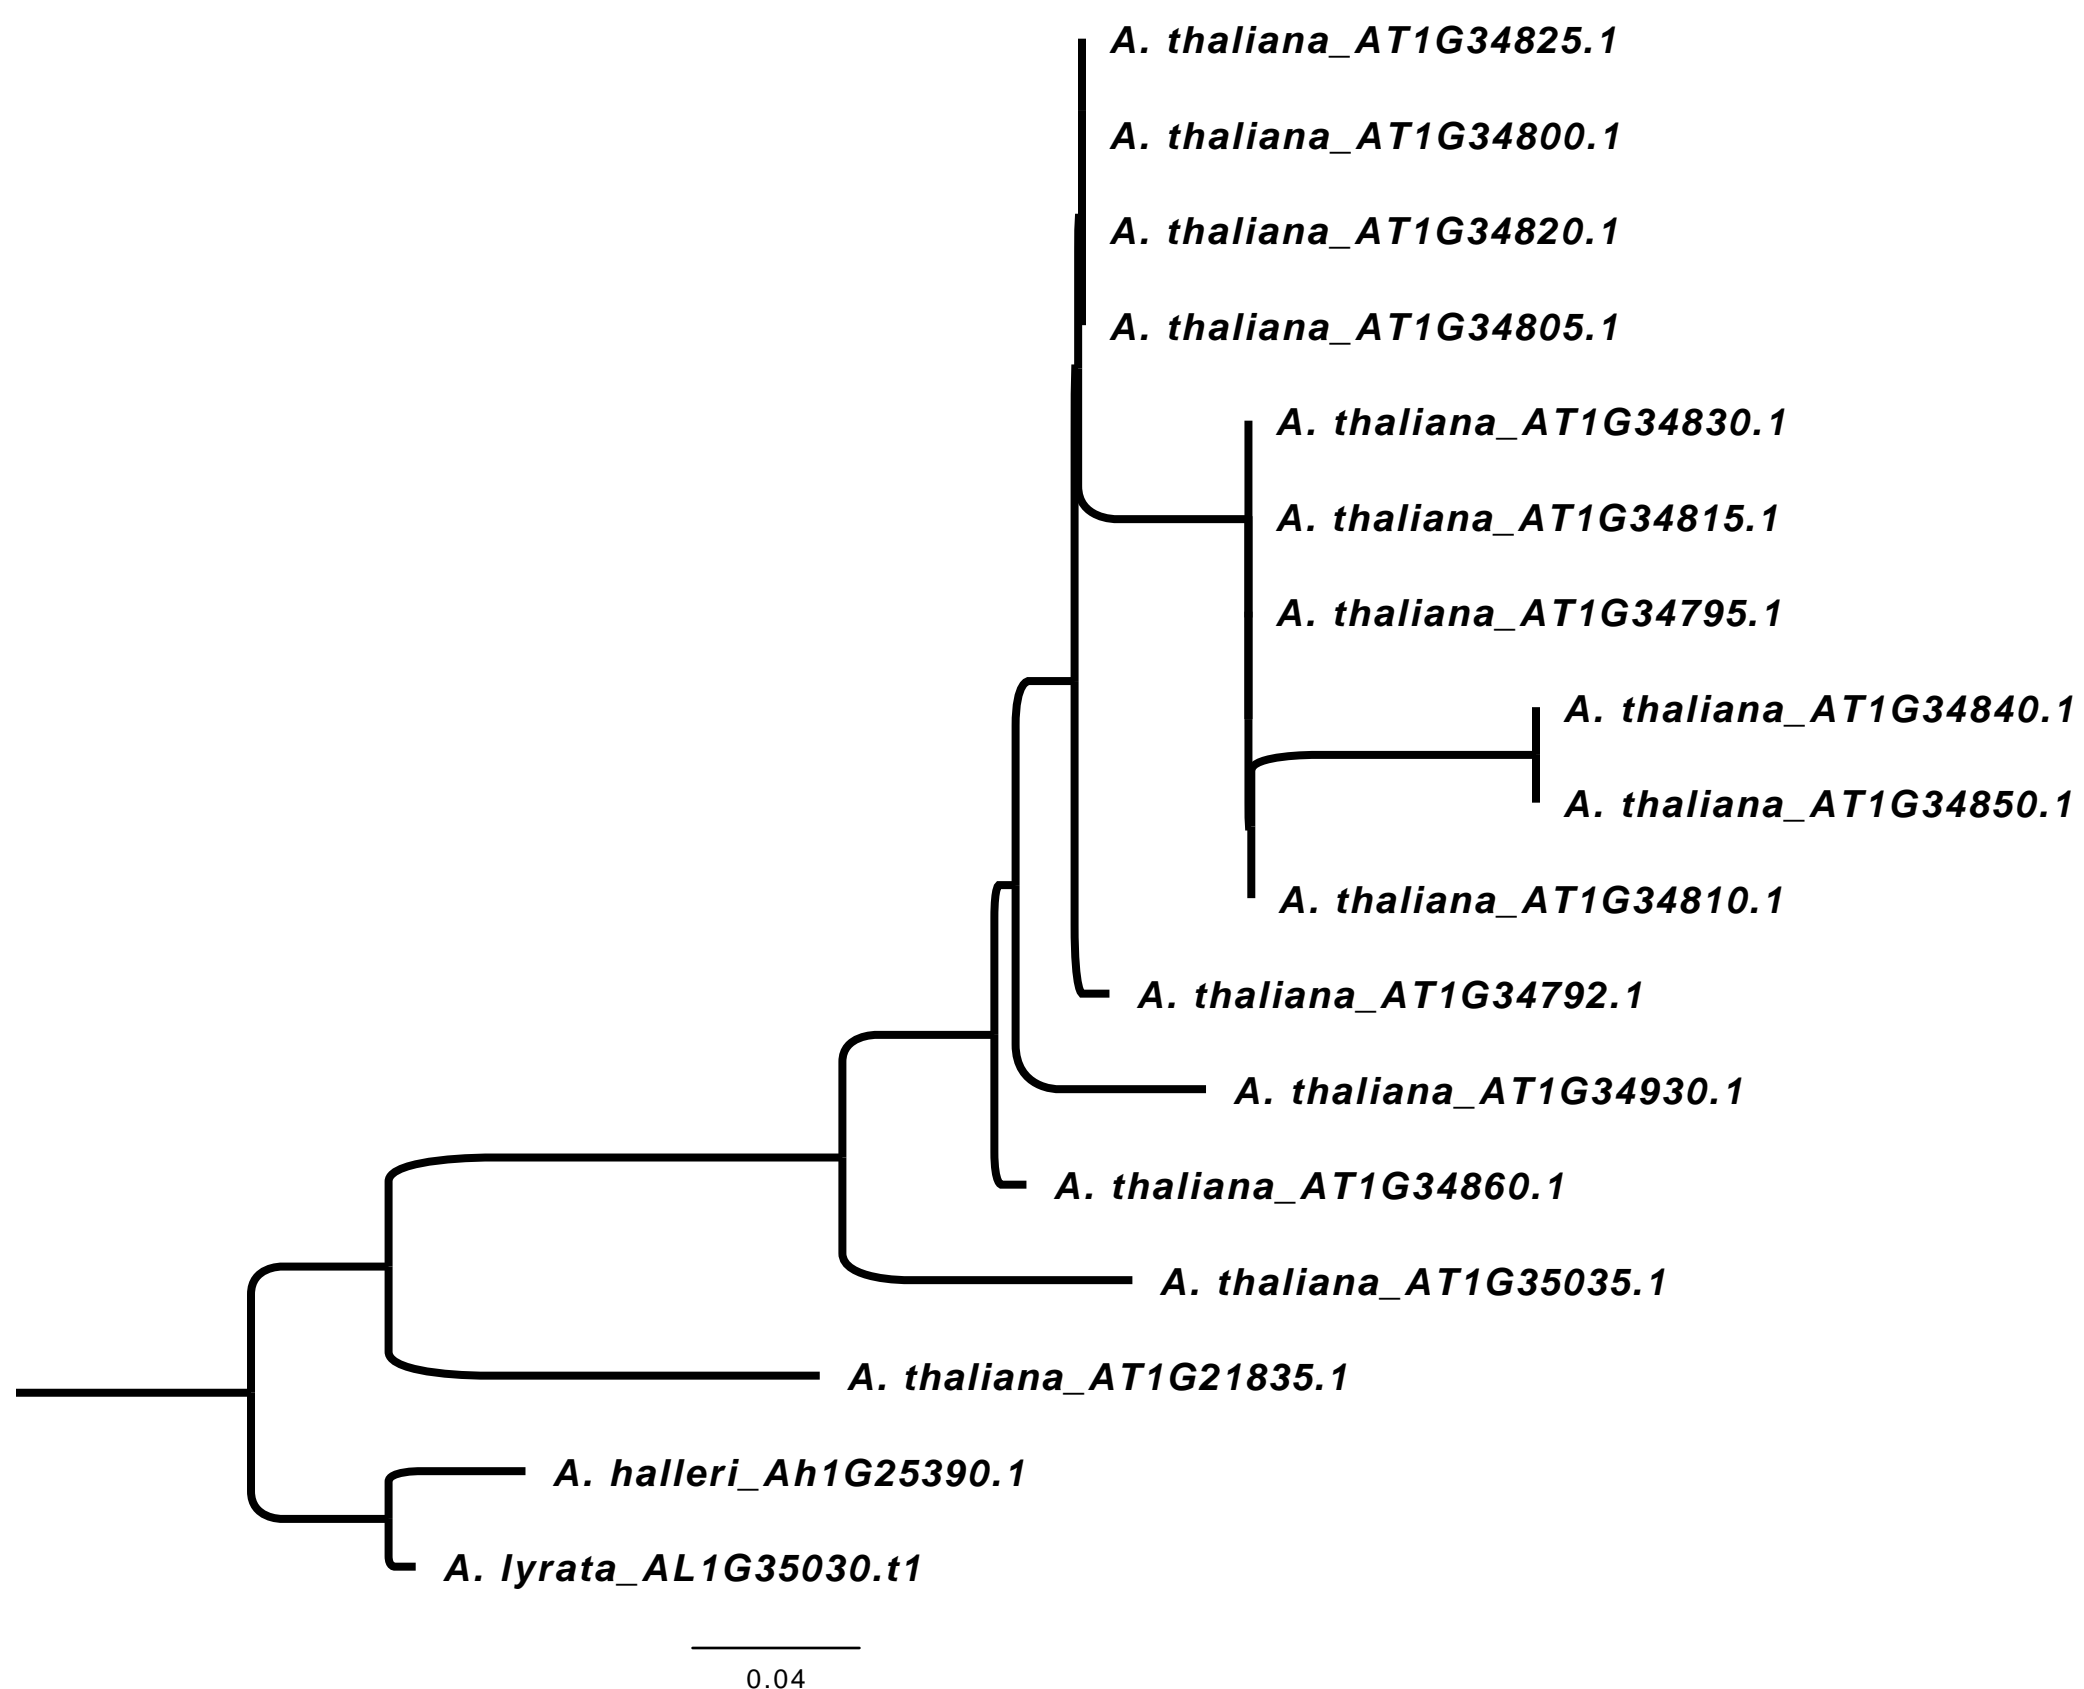 A. thaliana_AT1G34825.1
A. thaliana_AT1G34800.1
A. thaliana_AT1G34820.1
A. thaliana_AT1G34805.1
A. thaliana_AT1G34830.1
A. thaliana_AT1G34815.1
A. thaliana_AT1G34795.1
A. thaliana_AT1G34840.1
A. thaliana_AT1G34850.1
A. thaliana_AT1G34810.1
A. thaliana_AT1G34792.1
A. thaliana_AT1G34930.1
A. thaliana_AT1G34860.1
A. thaliana_AT1G35035.1
A. thaliana_AT1G21835.1
A. halleri_Ah1G25390.1
A. lyrata_AL1G35030.t1
0.04